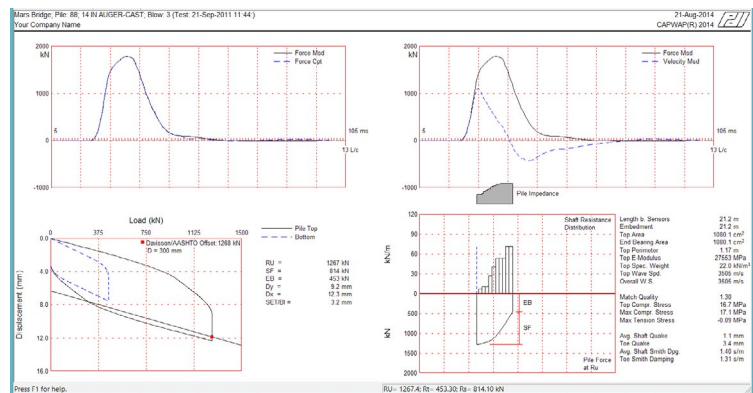 Mars Bridge; Pile: 88; 14 IN AUGER-CAST; Blow: 3 (Test: 21-Sep-2011 11:44:)
21-Aug-2014
Your Company Name
CAPWAP(R) 2014
2000
kN
1000
0
-1000
5
105 ms
13 L/c
Force Msd
Force Cpt
2000
kN
1000
0
-1000
5
105 ms
13 L/c
Force Msd
Velocity Msd
Pile Impedance
Load (kN)
0 375 750 1125 1500
0.0
4.0
8.0
12.0
16.0
Displacement (mm)
Davisson/AASHTO Offset:1268 kN
D = 300 mm
Pile Top
Bottom
RU = 1267 kN
SF = 814 kN
EB = 453 kN
Dy = 9.2 mm
Dx = 12.3 mm
SET/Bl = 3.2 mm
120
90
60
30
0
kN/m
500
1000
1500
2000
kN
Shaft Resistance
Distribution
EB
SF
Pile Force
at Ru
Length b. Sensors 21.2 m
Embedment 21.2 m
Top Area 1080.1 cm²
End Bearing Area 1080.1 cm²
Top Perimeter 1.17 m
Top E-Modulus 27563 MPa
Top Spec. Weight 22.0 kN/m³
Top Wave Spd. 3505 m/s
Overall W.S. 3505 m/s
Match Quality 1.30
Top Compr. Stress 16.7 MPa
Max Compr. Stress 17.1 MPa
Max Tension Stress -0.09 MPa
Avg. Shaft Quake 1.1 mm
Toe Quake 3.4 mm
Avg. Shaft Smith Dpg. 1.40 s/m
Toe Smith Damping 1.31 s/m
Press F1 for help.
RU= 1267.4; Rt= 453.30; Rs= 814.10 kN